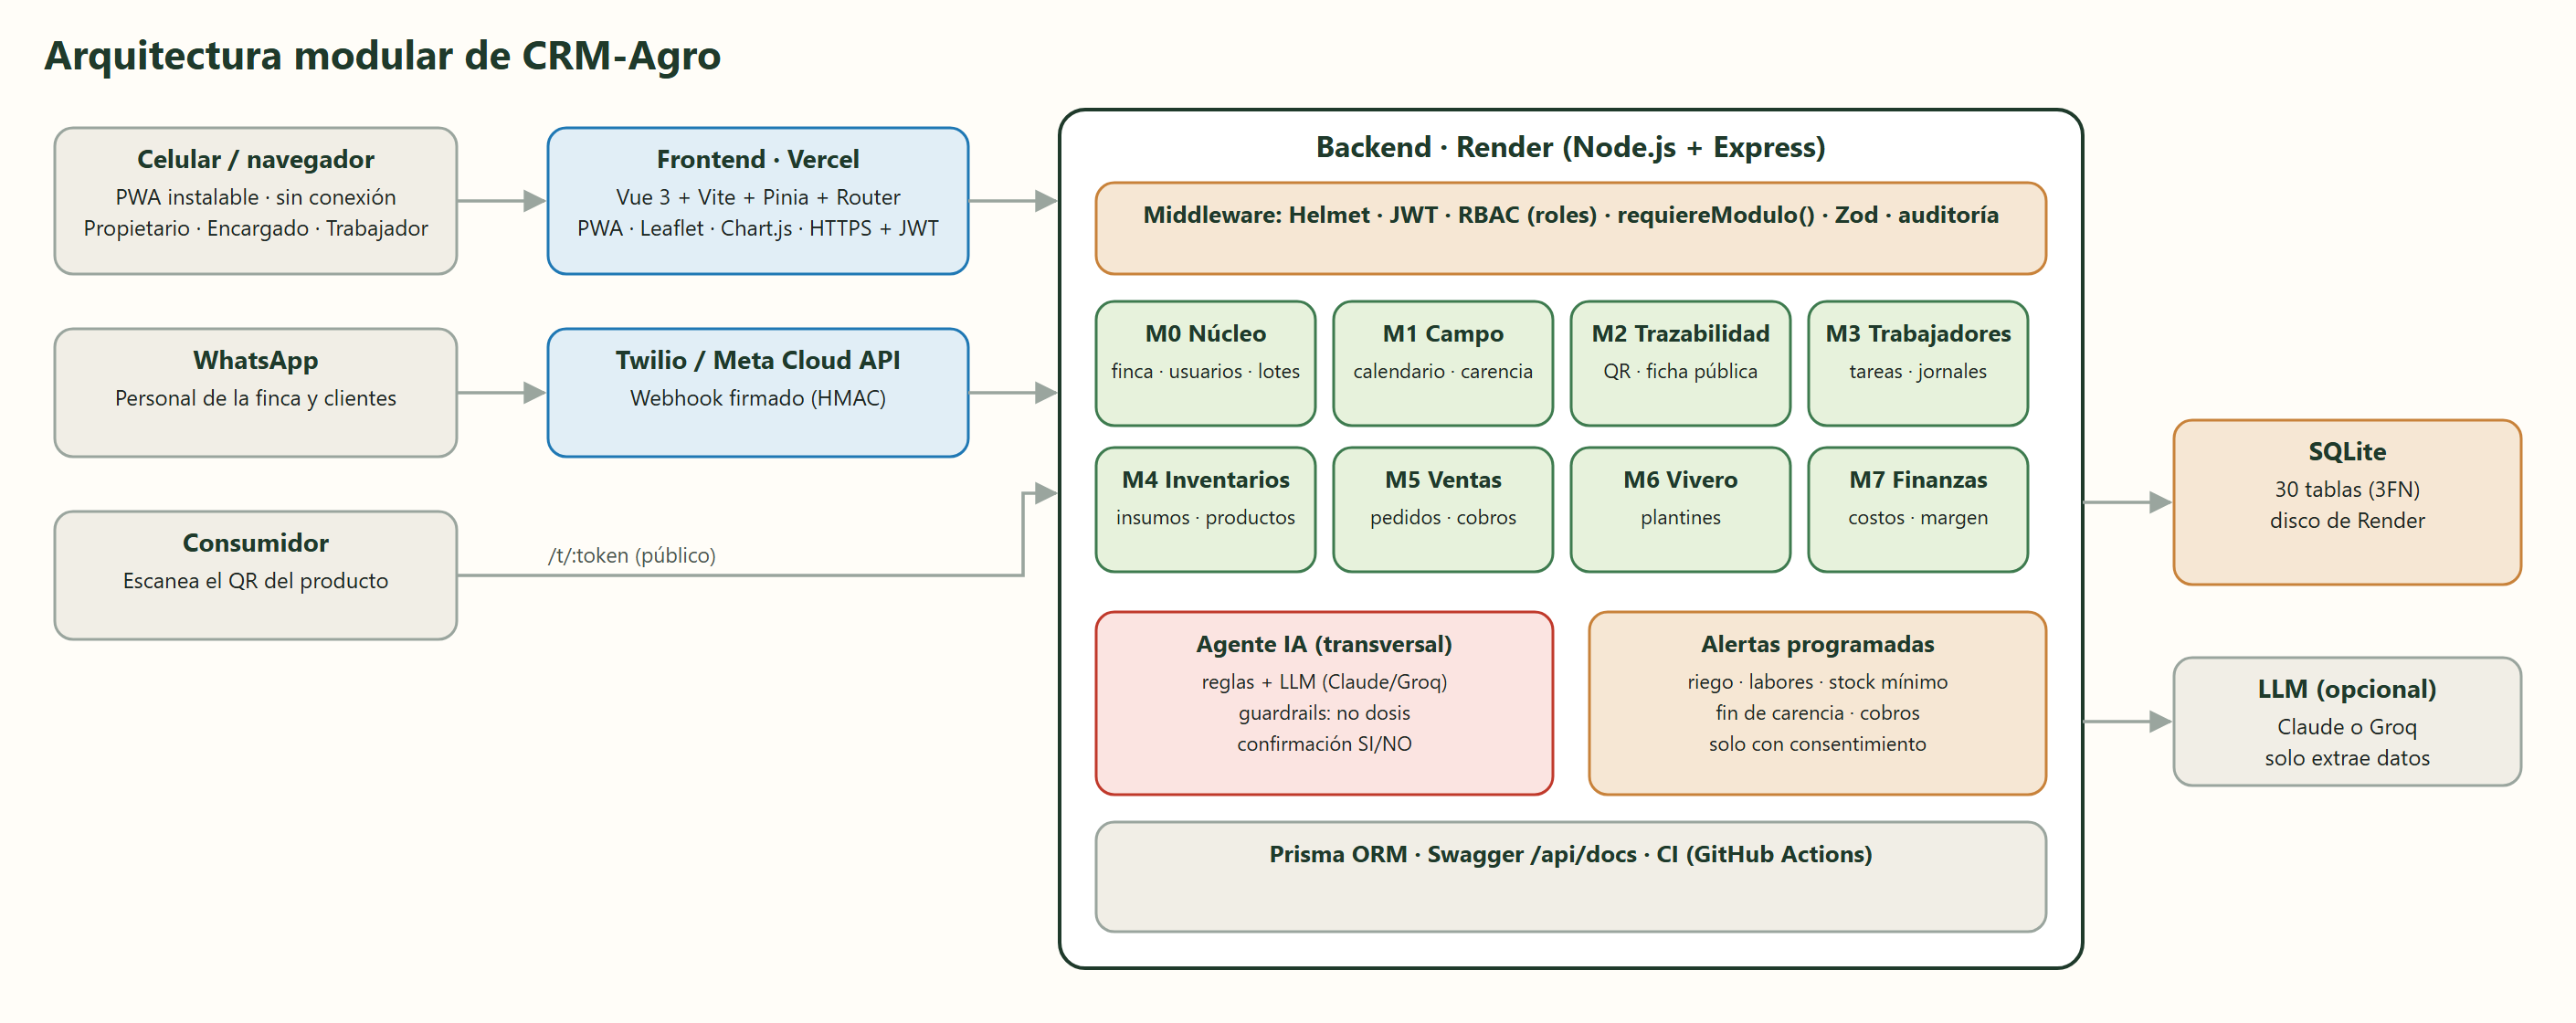 Arquitectura modular de CRM-Agro
Celular / navegador
PWA instalable · sin conexión
Propietario · Encargado · Trabajador
Frontend · Vercel
Vue 3 + Vite + Pinia + Router
PWA · Leaflet · Chart.js · HTTPS + JWT
WhatsApp
Personal de la finca y clientes
Twilio / Meta Cloud API
Webhook firmado (HMAC)
Consumidor
Escanea el QR del producto
/t/:token (público)
Backend · Render (Node.js + Express)
Middleware: Helmet · JWT · RBAC (roles) · requiereModulo() · Zod · auditoría
M0 Núcleo
finca · usuarios · lotes
M1 Campo
calendario · carencia
M2 Trazabilidad
QR · ficha pública
M3 Trabajadores
tareas · jornales
M4 Inventarios
insumos · productos
M5 Ventas
pedidos · cobros
M6 Vivero
plantines
M7 Finanzas
costos · margen
Agente IA (transversal)
reglas + LLM (Claude/Groq)
guardrails: no dosis
confirmación SI/NO
Alertas programadas
riego · labores · stock mínimo
fin de carencia · cobros
solo con consentimiento
Prisma ORM · Swagger /api/docs · CI (GitHub Actions)
SQLite
30 tablas (3FN)
disco de Render
LLM (opcional)
Claude o Groq
solo extrae datos